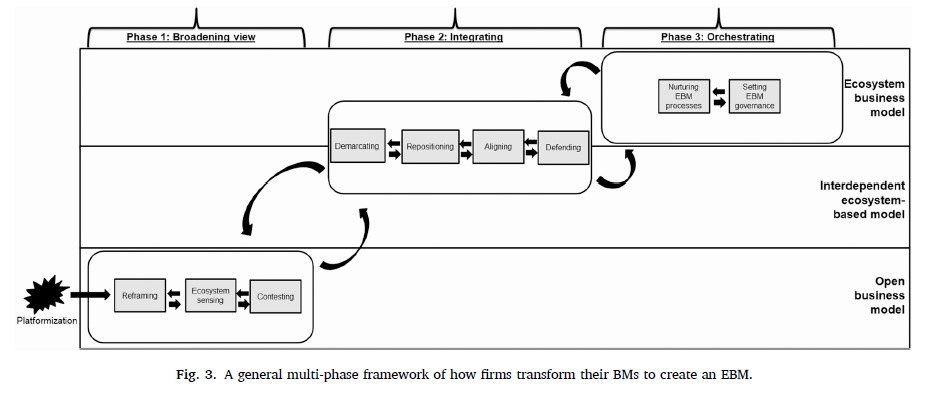 Phase 1: Broadening view
Phase 2: Integrating
Phase 3: Orchestrating
Nurturing
EBM
processes
Setting
EBM
governance
Ecosystem
business
model
Demarcating
Repositioning
Aligning
Defending
Interdependent
ecosystem-
based model
Reframing
Ecosystem
sensing
Contesting
Open
business
model
Platformization
Fig. 3. A general multi-phase framework of how firms transform their BMs to create an EBM.